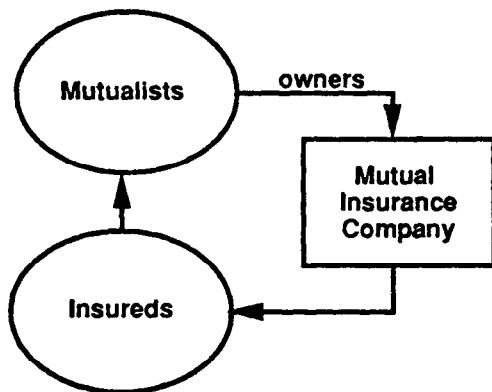 Mutualists
owners
Mutual
Insurance
Company
Insureds